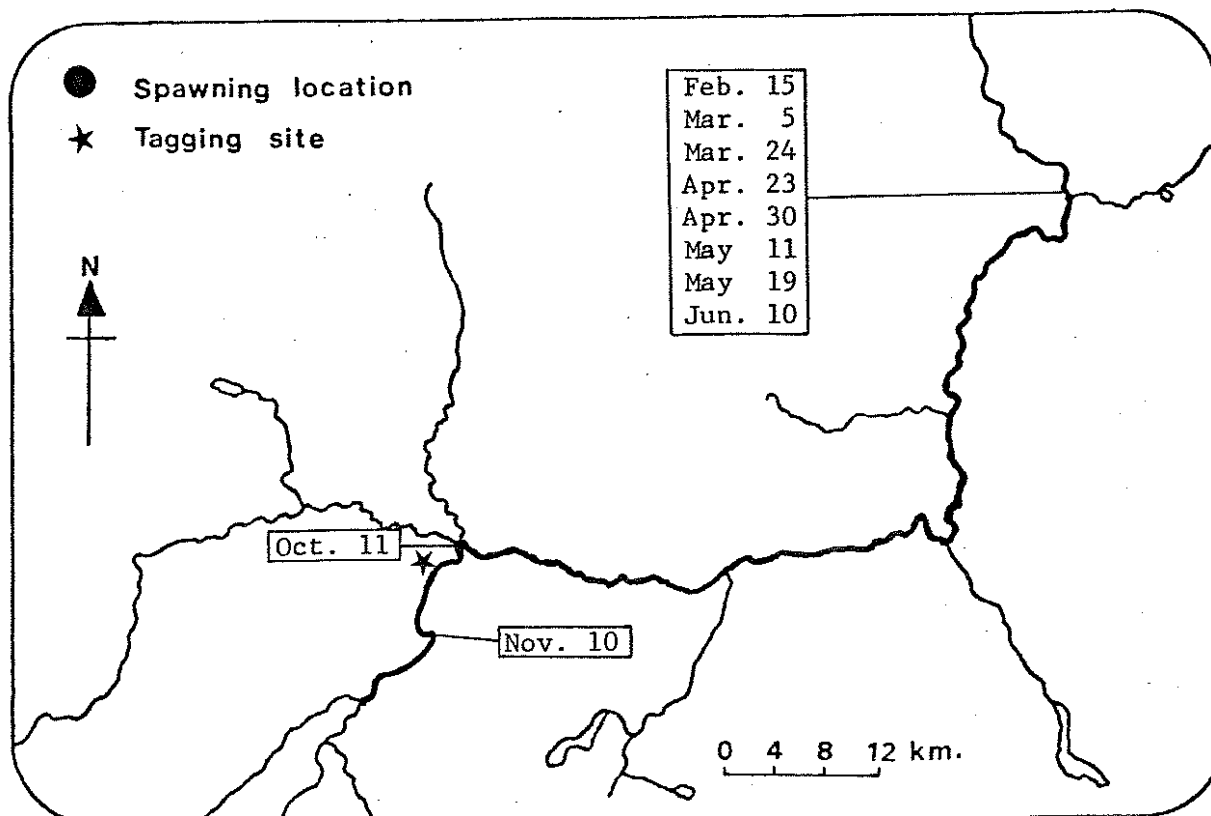 Spawning location
Tagging site
Feb. 15
Mar. 5
Mar. 24
Apr. 23
Apr. 30
May 11
May 19
Jun. 10
N
Oct. 11
Nov. 10
0 4 8 12 km.